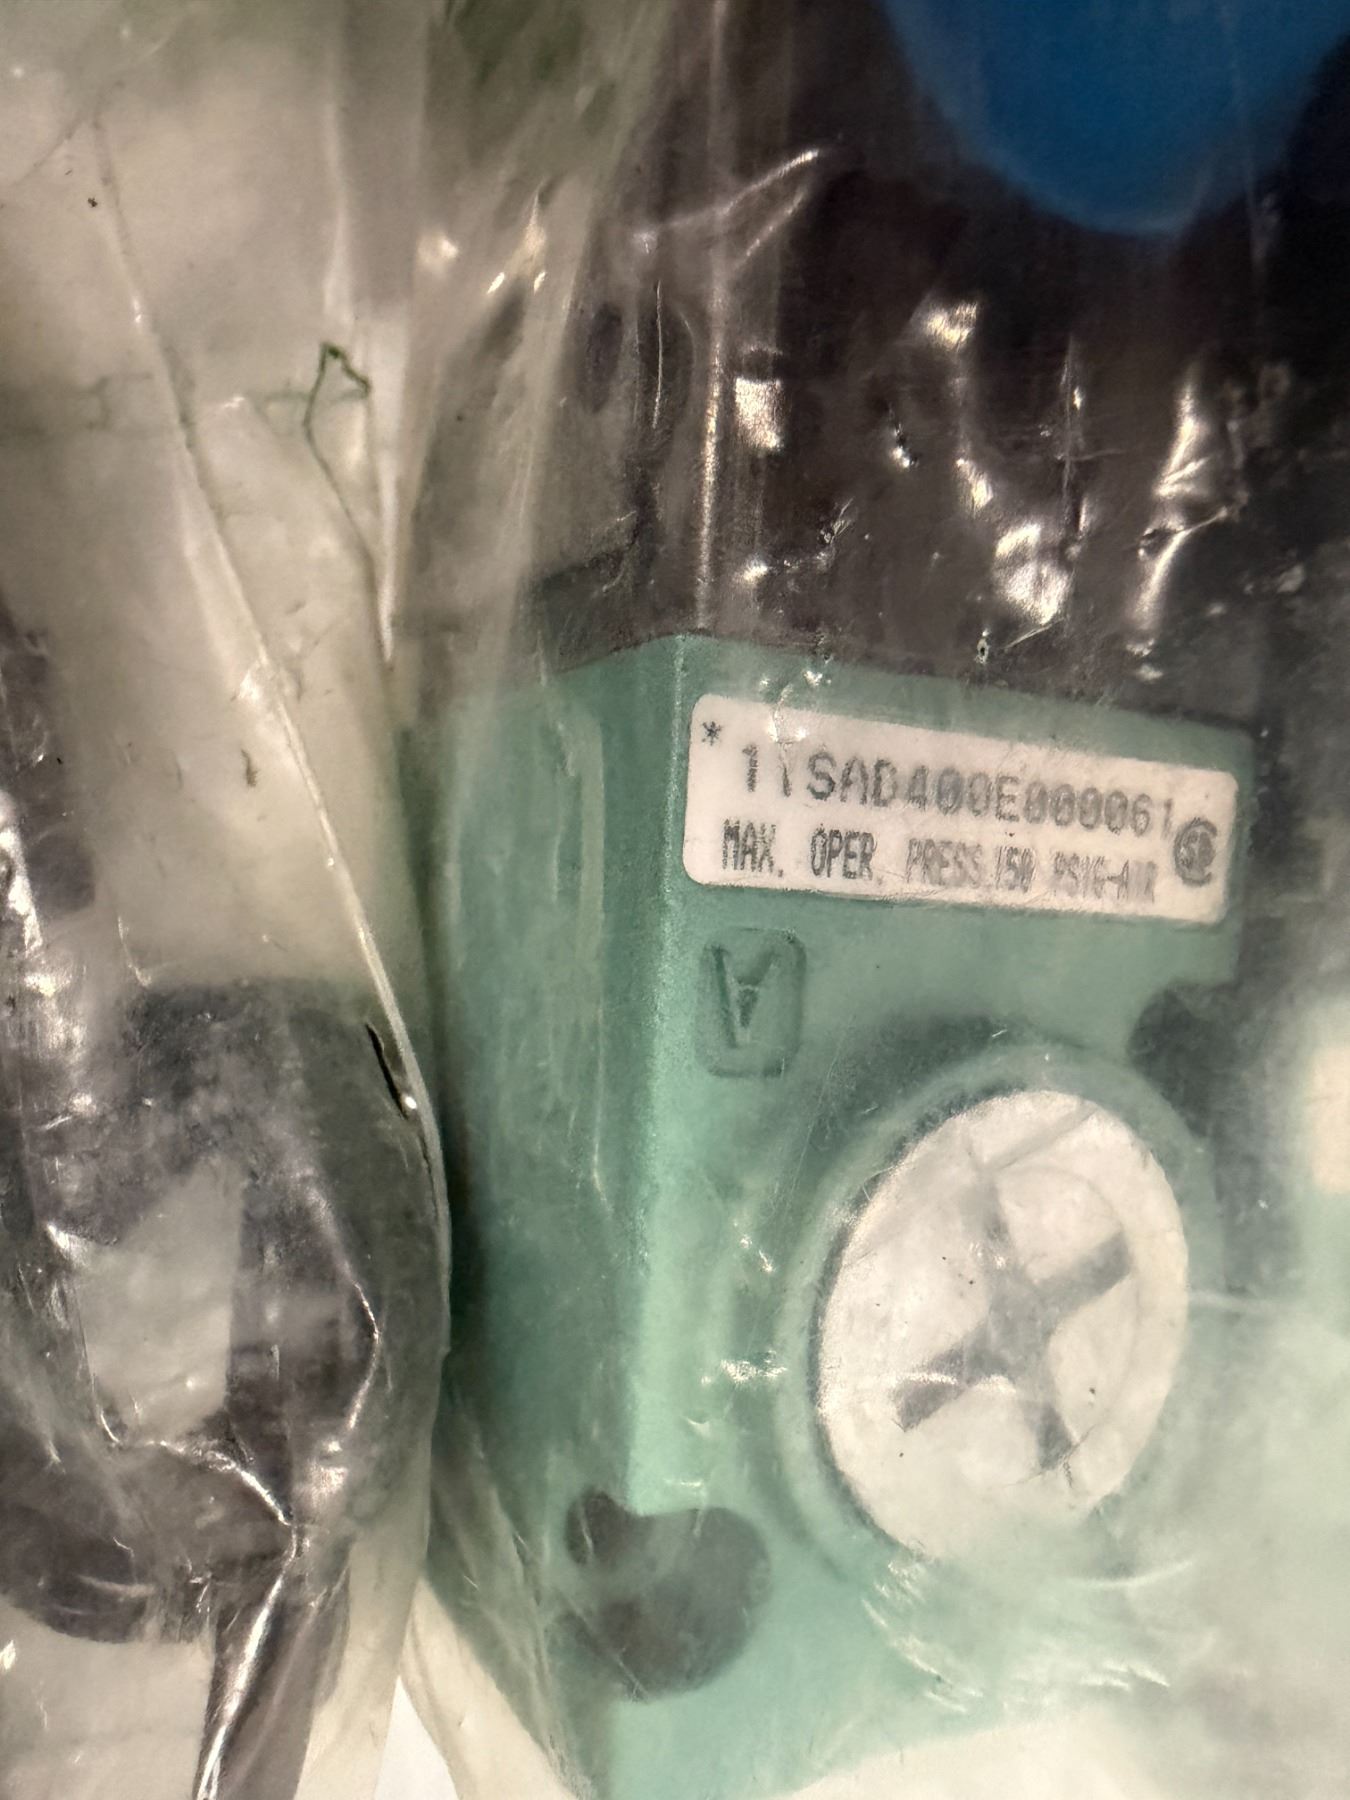 * 11SAD400E000061
MAX. OPER. PRESS.150 PSIG-AIR
A